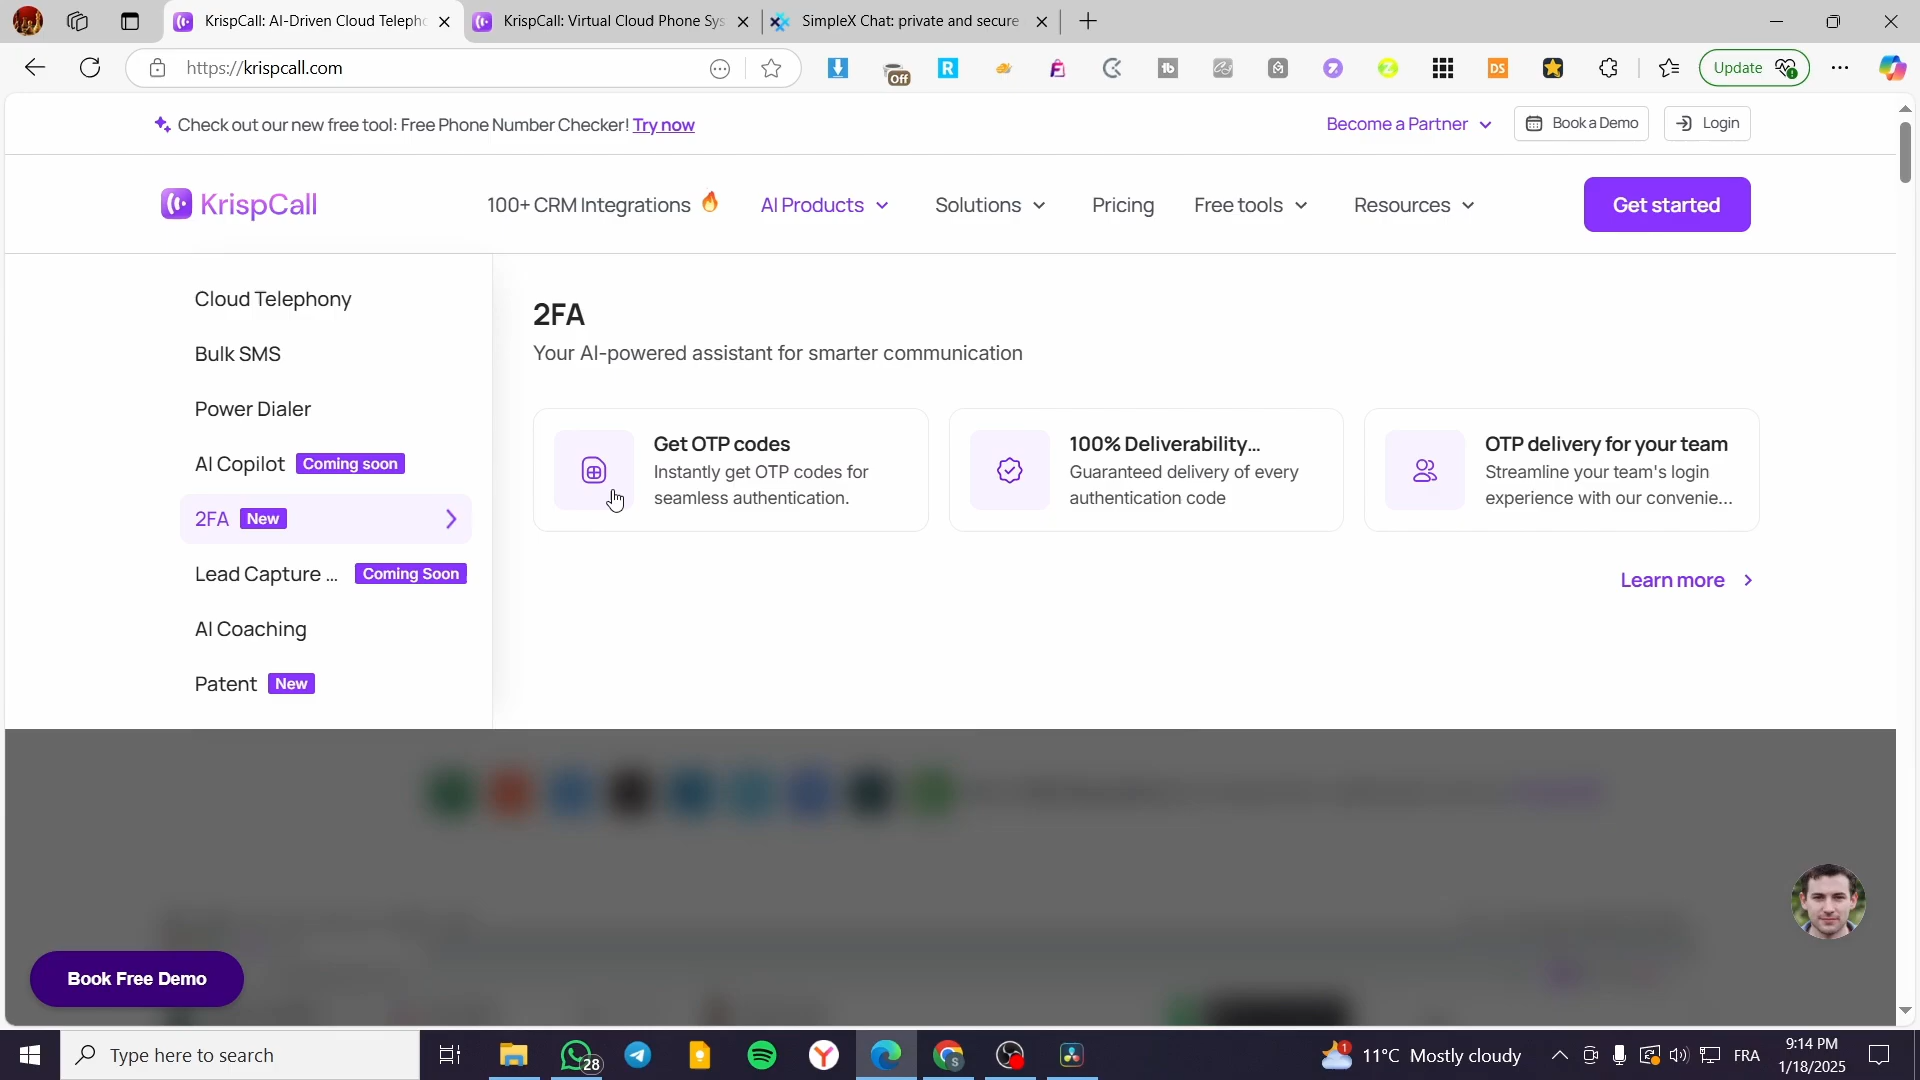 KrispCall: AI-Driven Cloud Teleph
KrispCall: Virtual Cloud Phone Sys
SimpleX Chat: private and secure
https://krispcall.com
Off
Update
Check out our new free tool: Free Phone Number Checker! Try now
Become a Partner
Book a Demo
Login
KrispCall
100+ CRM Integrations
AI Products
Solutions
Pricing
Free tools
Resources
Get started
Cloud Telephony
Bulk SMS
Power Dialer
AI Copilot Coming soon
2FA New
Lead Capture ... Coming Soon
AI Coaching
Patent New
2FA
Your AI-powered assistant for smarter communication
Get OTP codes
Instantly get OTP codes for
seamless authentication.
100% Deliverability...
Guaranteed delivery of every
authentication code
OTP delivery for your team
Streamline your team's login
experience with our convenie...
Learn more
Book Free Demo
Type here to search
28
1
11°C Mostly cloudy
FRA
9:14 PM
1/18/2025